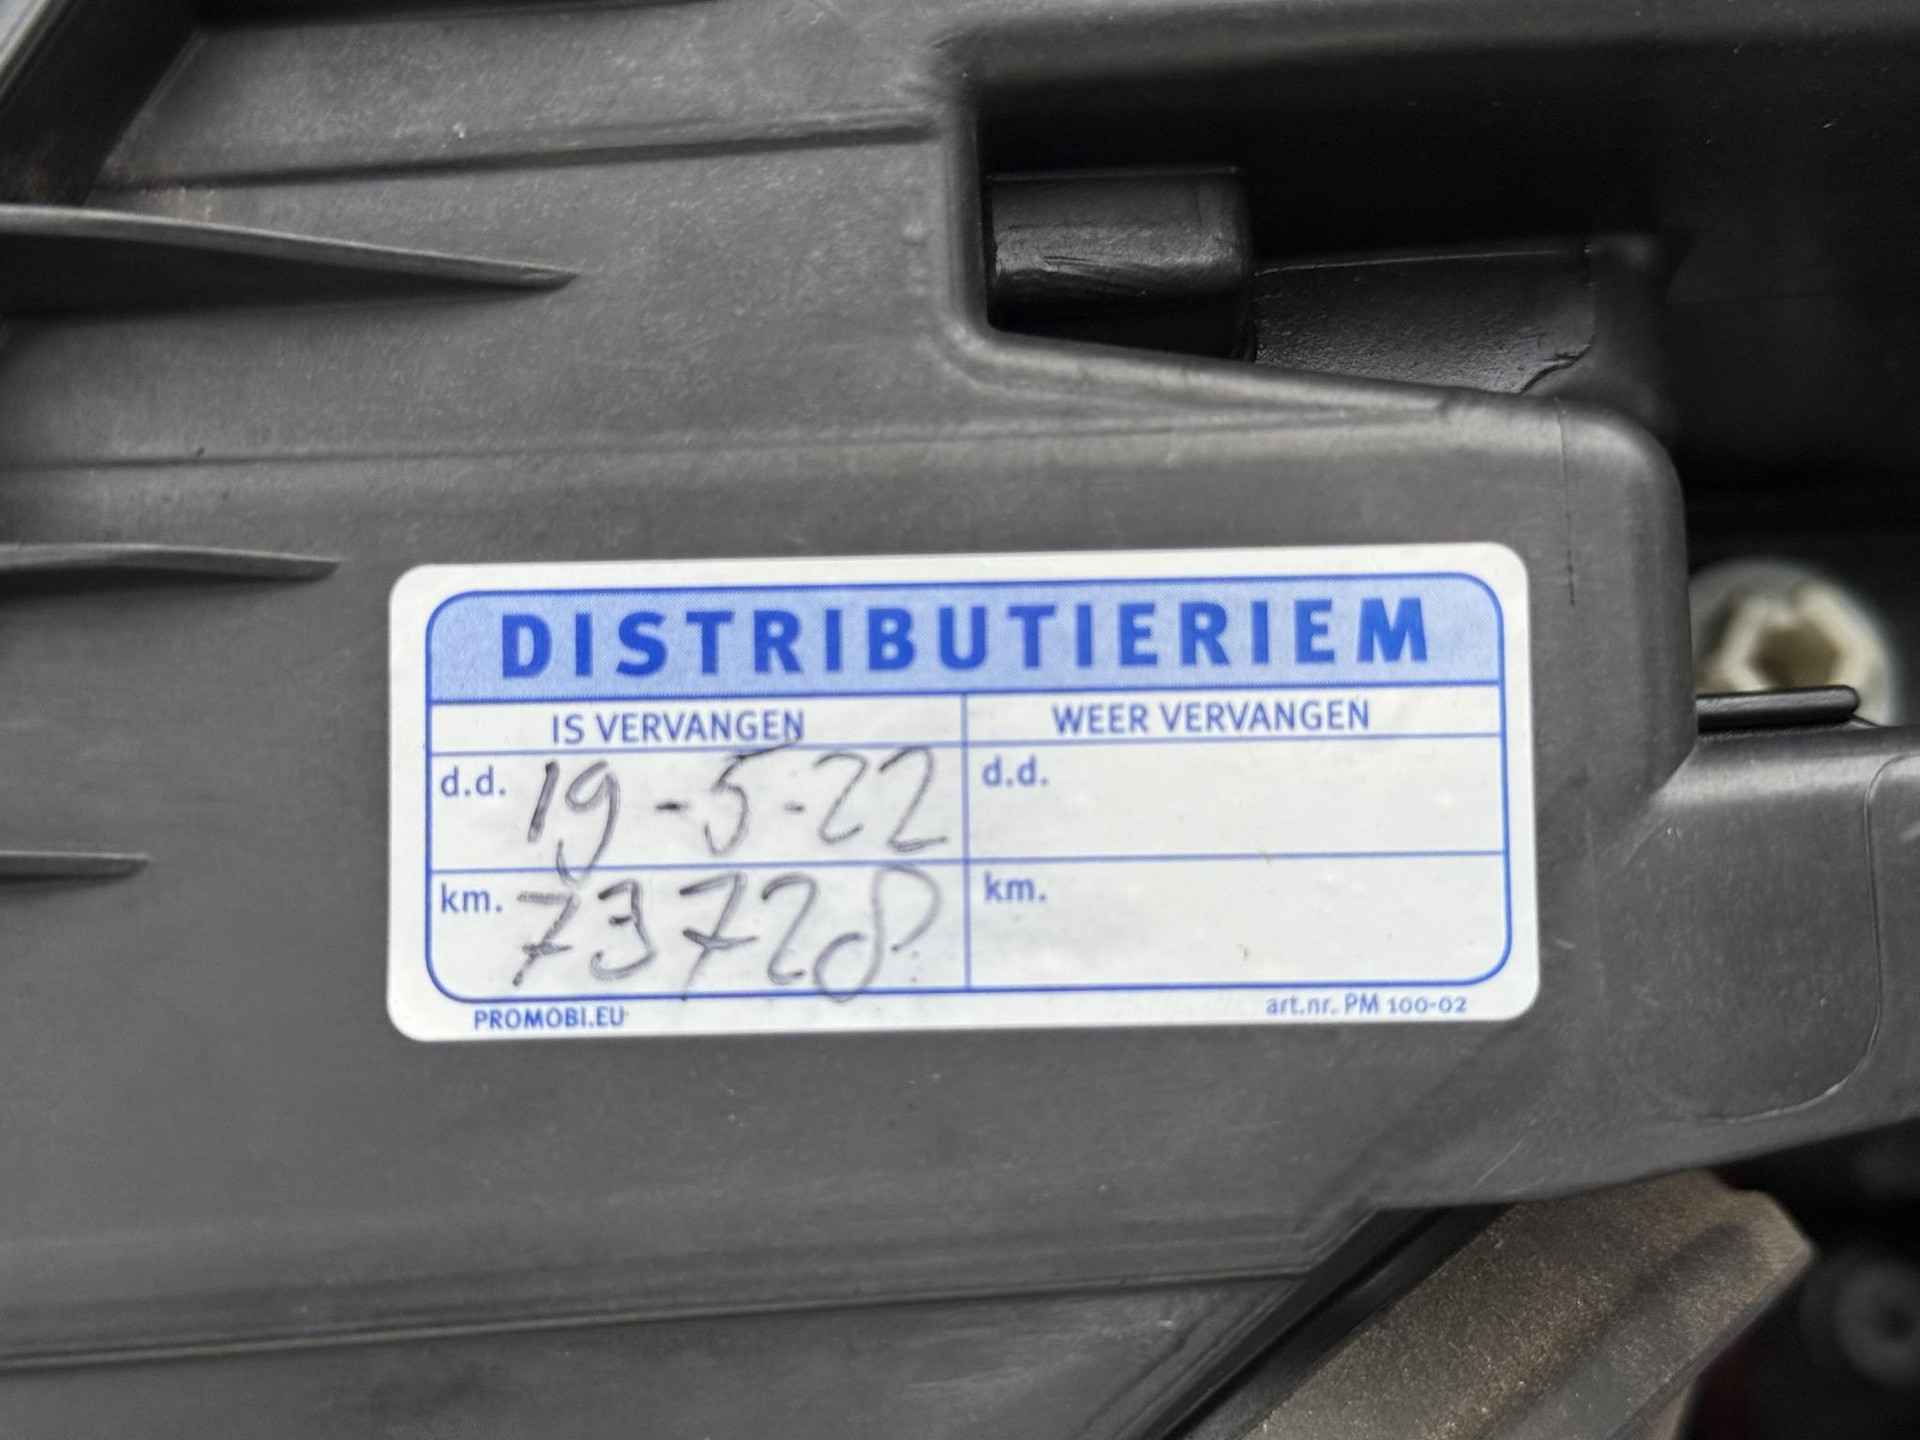 DISTRIBUTIERIEM
IS VERVANGEN WEER VERVANGEN
d.d. 19-5-22 d.d.
km. 73728 km.
PROMOBI.EU art.nr. PM 100-02